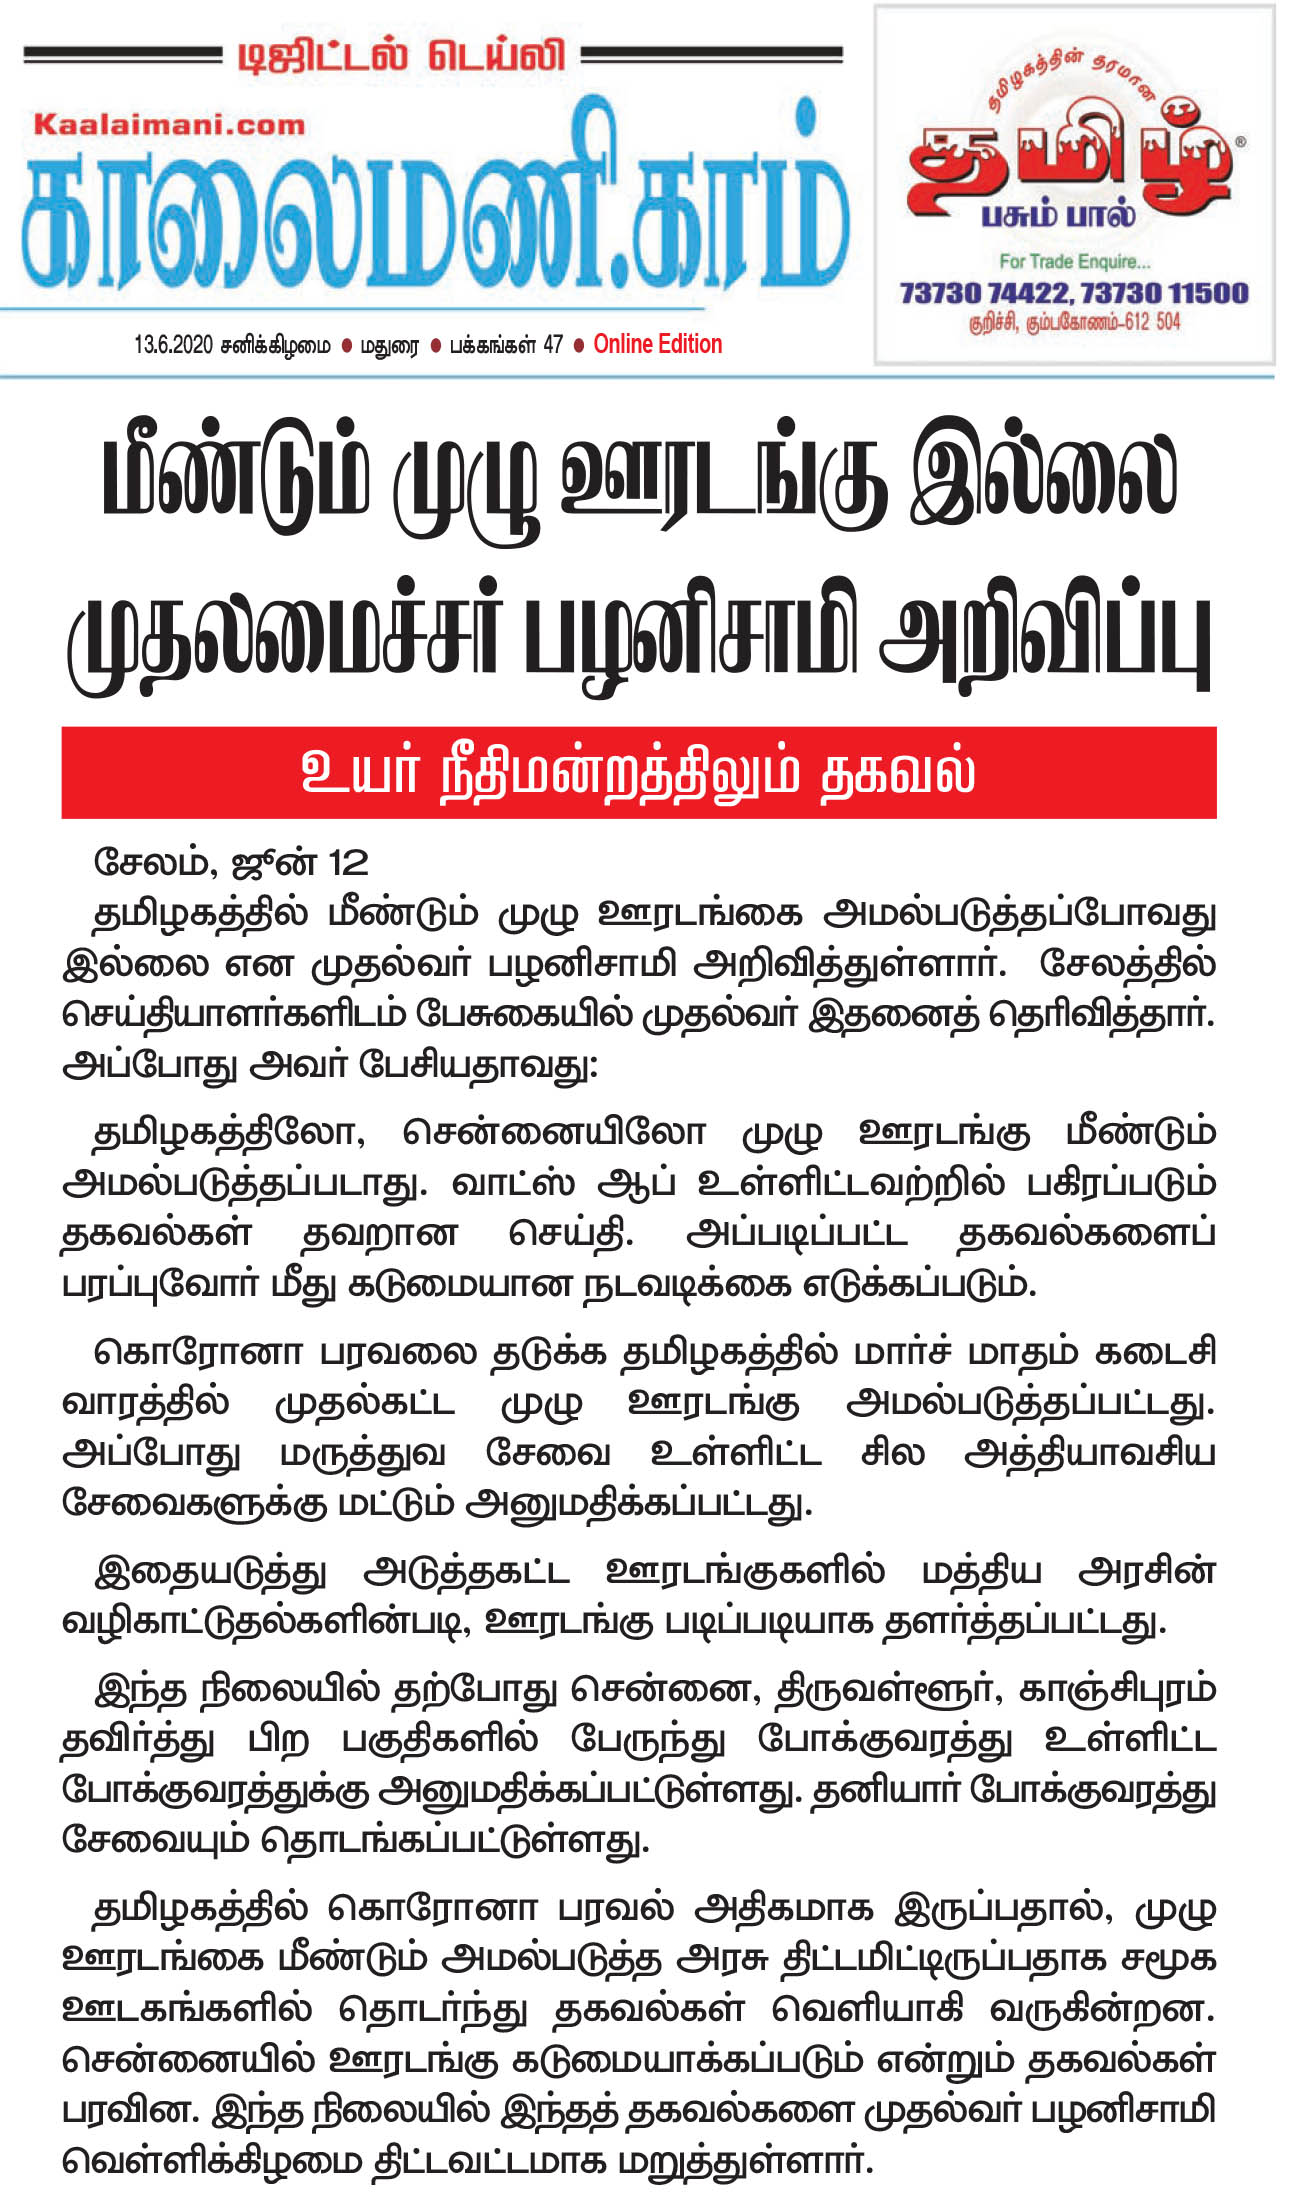 டிஜிட்டல் டெய்லி
Kaalaimani.com
காலைமணி.காம்
தமிழகத்தின் தரமான
தமிழ்®
பசும் பால்
For Trade Enquire...
73730 74422, 73730 11500
குறிச்சி, கும்பகோணம்-612 504
13.6.2020 சனிக்கிழமை ● மதுரை ● பக்கங்கள் 47 ● Online Edition
மீண்டும் முழு ஊரடங்கு இல்லை
முதலமைச்சர் பழனிசாமி அறிவிப்பு
உயர் நீதிமன்றத்திலும் தகவல்
சேலம், ஜூன் 12
தமிழகத்தில் மீண்டும் முழு ஊரடங்கை அமல்படுத்தப்போவது
இல்லை என முதல்வர் பழனிசாமி அறிவித்துள்ளார். சேலத்தில்
செய்தியாளர்களிடம் பேசுகையில் முதல்வர் இதனைத் தெரிவித்தார்.
அப்போது அவர் பேசியதாவது:
தமிழகத்திலோ, சென்னையிலோ முழு ஊரடங்கு மீண்டும்
அமல்படுத்தப்படாது. வாட்ஸ் ஆப் உள்ளிட்டவற்றில் பகிரப்படும்
தகவல்கள் தவறான செய்தி. அப்படிப்பட்ட தகவல்களைப்
பரப்புவோர் மீது கடுமையான நடவடிக்கை எடுக்கப்படும்.
கொரோனா பரவலை தடுக்க தமிழகத்தில் மார்ச் மாதம் கடைசி
வாரத்தில் முதல்கட்ட முழு ஊரடங்கு அமல்படுத்தப்பட்டது.
அப்போது மருத்துவ சேவை உள்ளிட்ட சில அத்தியாவசிய
சேவைகளுக்கு மட்டும் அனுமதிக்கப்பட்டது.
இதையடுத்து அடுத்தகட்ட ஊரடங்குகளில் மத்திய அரசின்
வழிகாட்டுதல்களின்படி, ஊரடங்கு படிப்படியாக தளர்த்தப்பட்டது.
இந்த நிலையில் தற்போது சென்னை, திருவள்ளூர், காஞ்சிபுரம்
தவிர்த்து பிற பகுதிகளில் பேருந்து போக்குவரத்து உள்ளிட்ட
போக்குவரத்துக்கு அனுமதிக்கப்பட்டுள்ளது. தனியார் போக்குவரத்து
சேவையும் தொடங்கப்பட்டுள்ளது.
தமிழகத்தில் கொரோனா பரவல் அதிகமாக இருப்பதால், முழு
ஊரடங்கை மீண்டும் அமல்படுத்த அரசு திட்டமிட்டிருப்பதாக சமூக
ஊடகங்களில் தொடர்ந்து தகவல்கள் வெளியாகி வருகின்றன.
சென்னையில் ஊரடங்கு கடுமையாக்கப்படும் என்றும் தகவல்கள்
பரவின. இந்த நிலையில் இந்தத் தகவல்களை முதல்வர் பழனிசாமி
வெள்ளிக்கிழமை திட்டவட்டமாக மறுத்துள்ளார்.